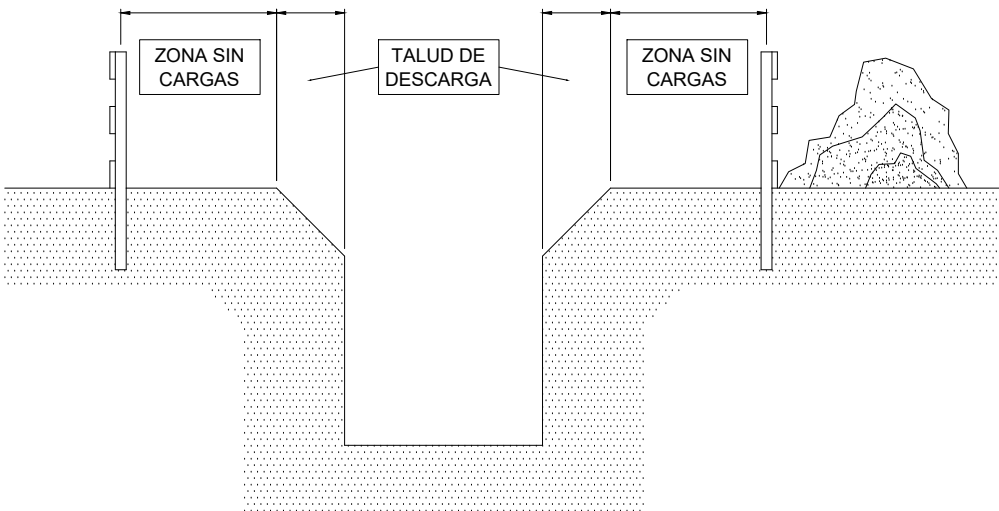 ZONA SIN
CARGAS
TALUD DE
DESCARGA
ZONA SIN
CARGAS